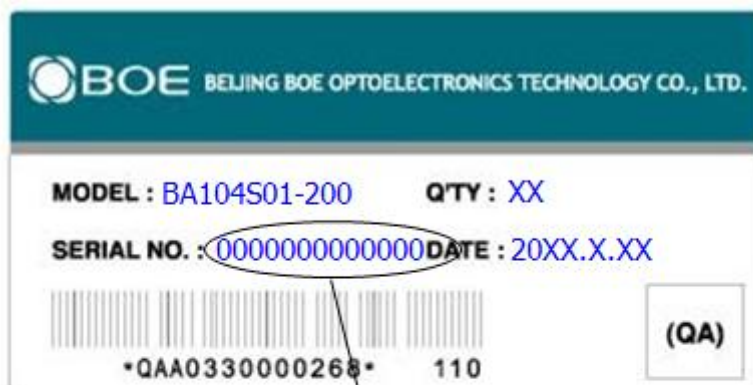 BOE BEIJING BOE OPTOELECTRONICS TECHNOLOGY CO., LTD.
MODEL : BA104S01-200 Q'TY : XX
SERIAL NO. : 0000000000000 DATE : 20XX.X.XX
(QA)
*QAA0330000268* 110